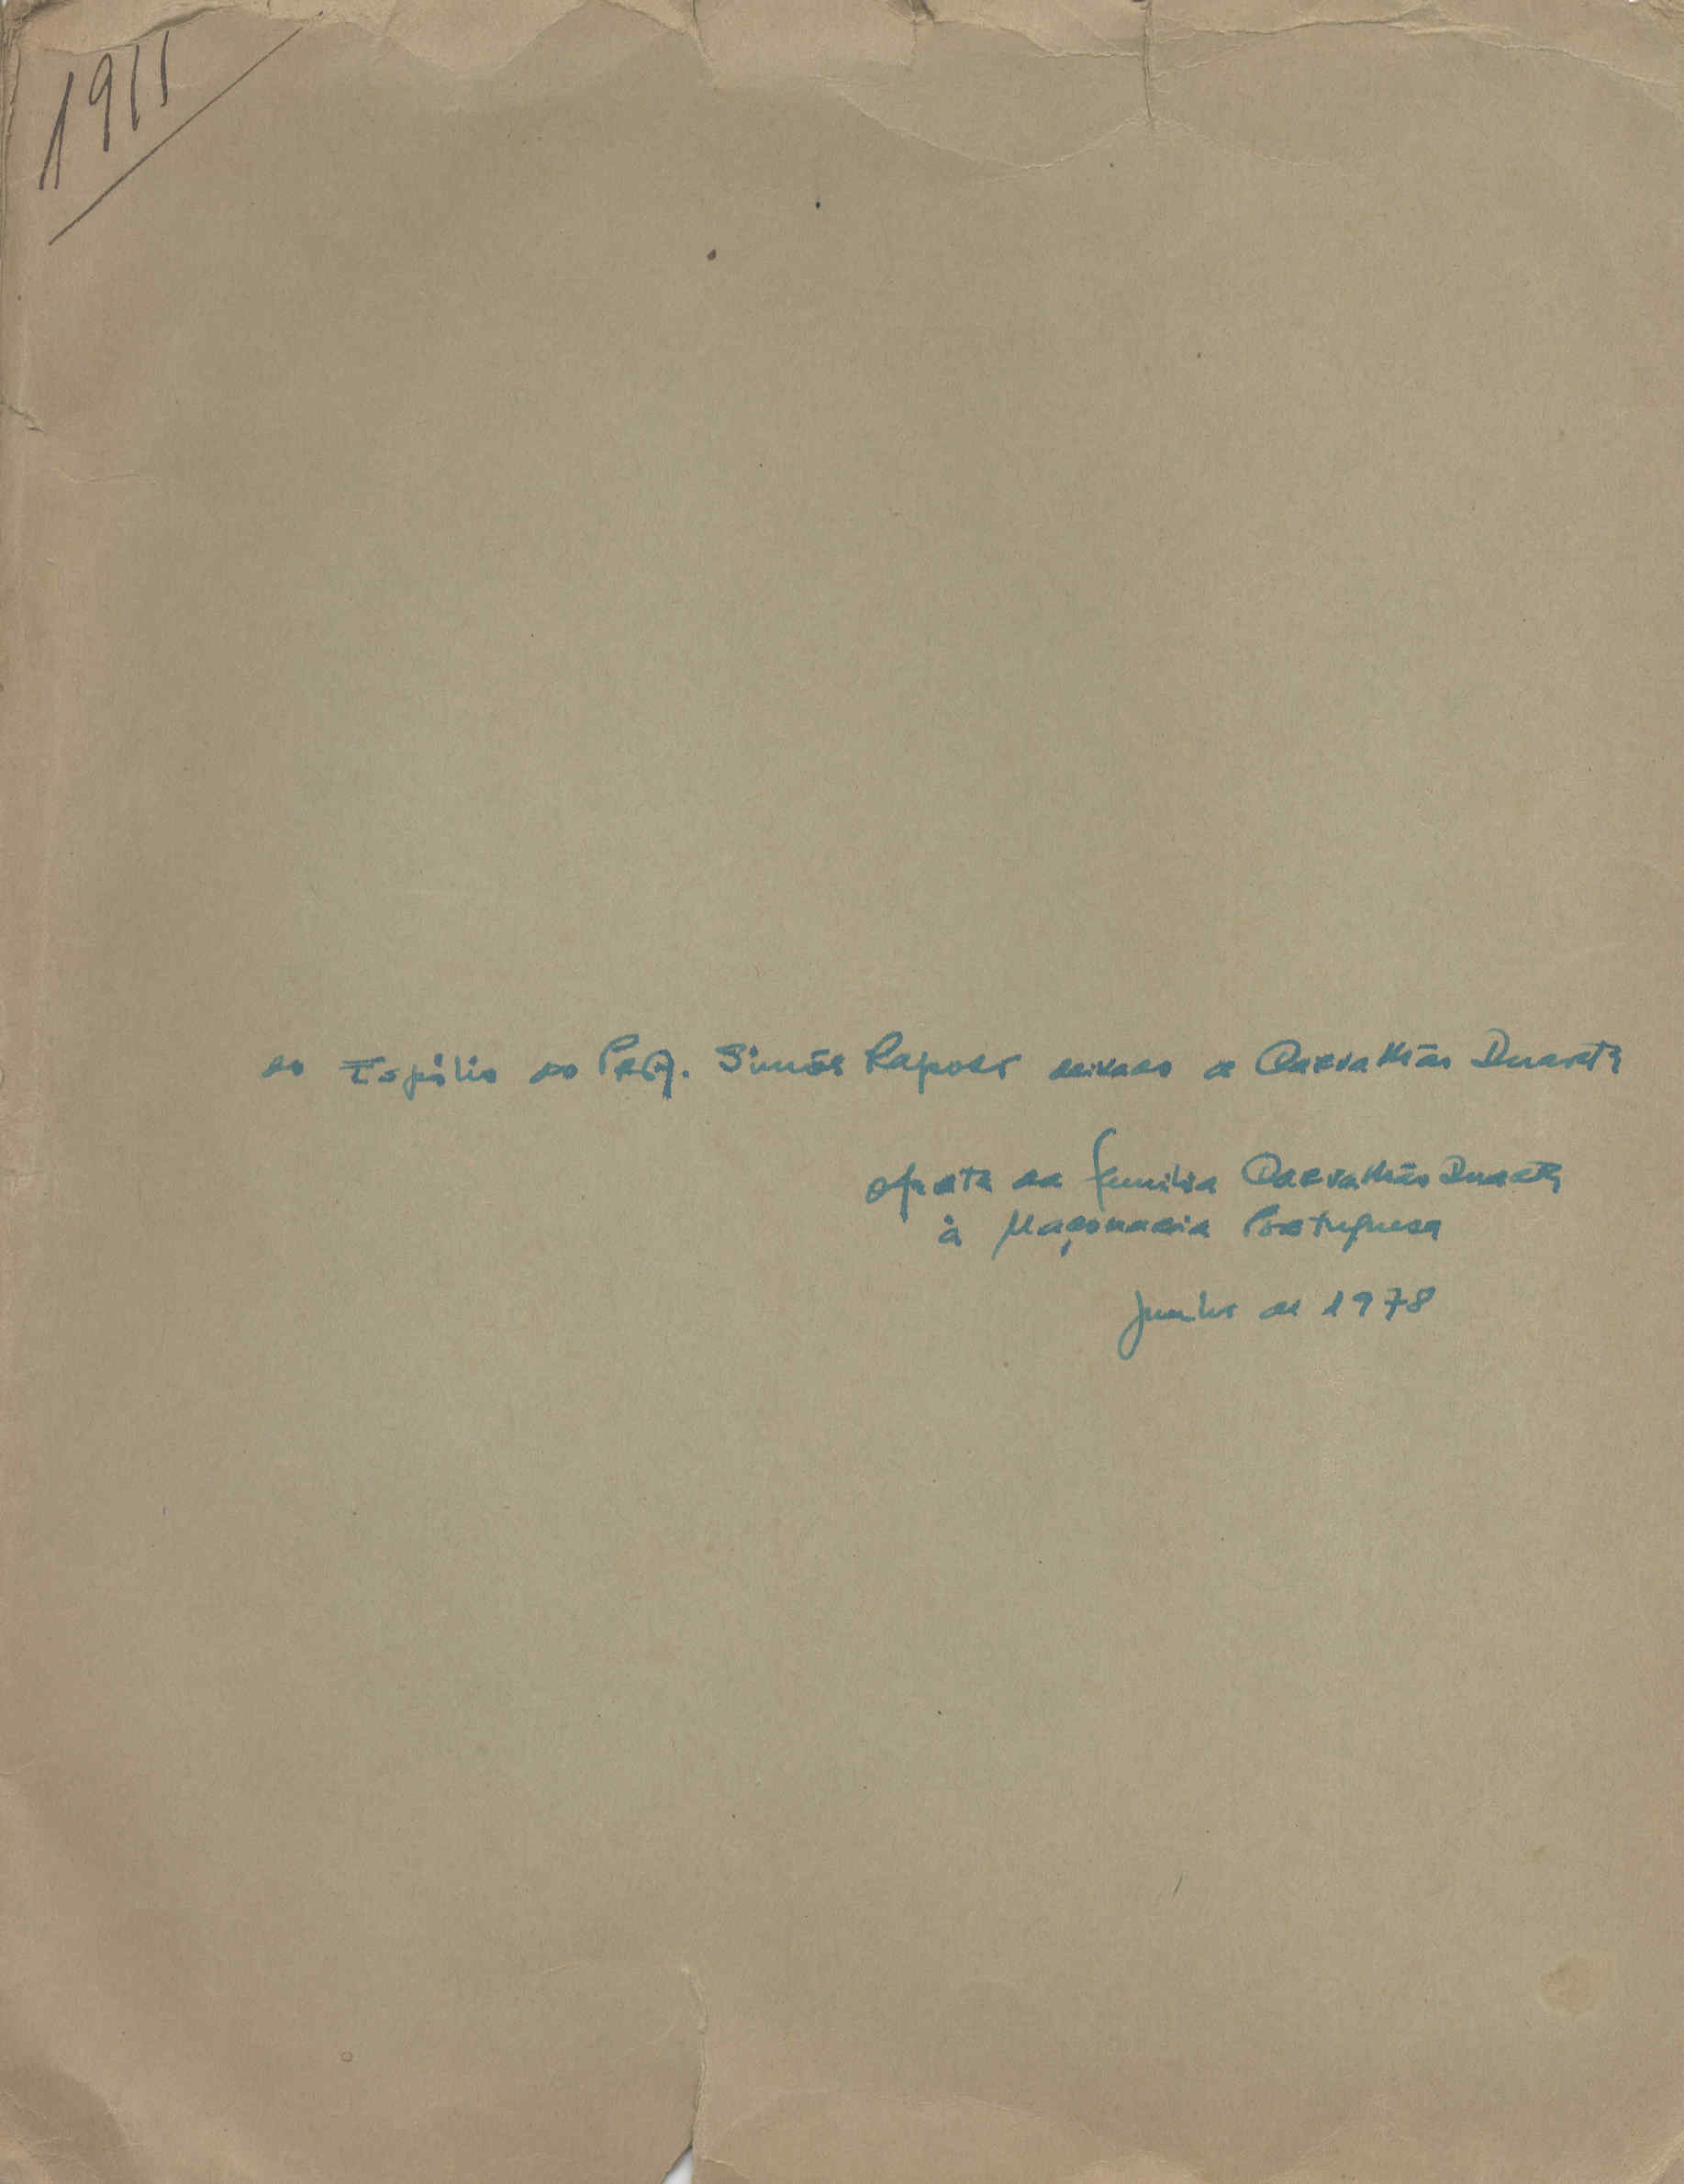 1911
do Espólio do Prof. Simões Raposo deixado a Carvalhão Duarte
oferta da família Carvalhão Duarte
à Maçonaria Portuguesa
Junho de 1978